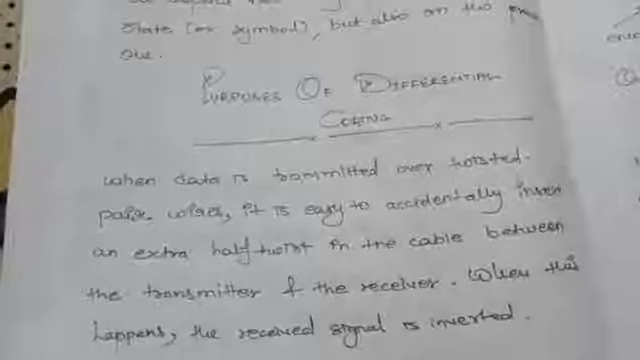 state (or symbol), but also on the
one.
PURPOSES OF DIFFERENTIAL
CODING
When data is transmitted over twisted-
pair wires, it is easy to accidentally insert
an extra half twist in the cable between
the transmitter & the receiver. When this
happens, the received signal is inverted.